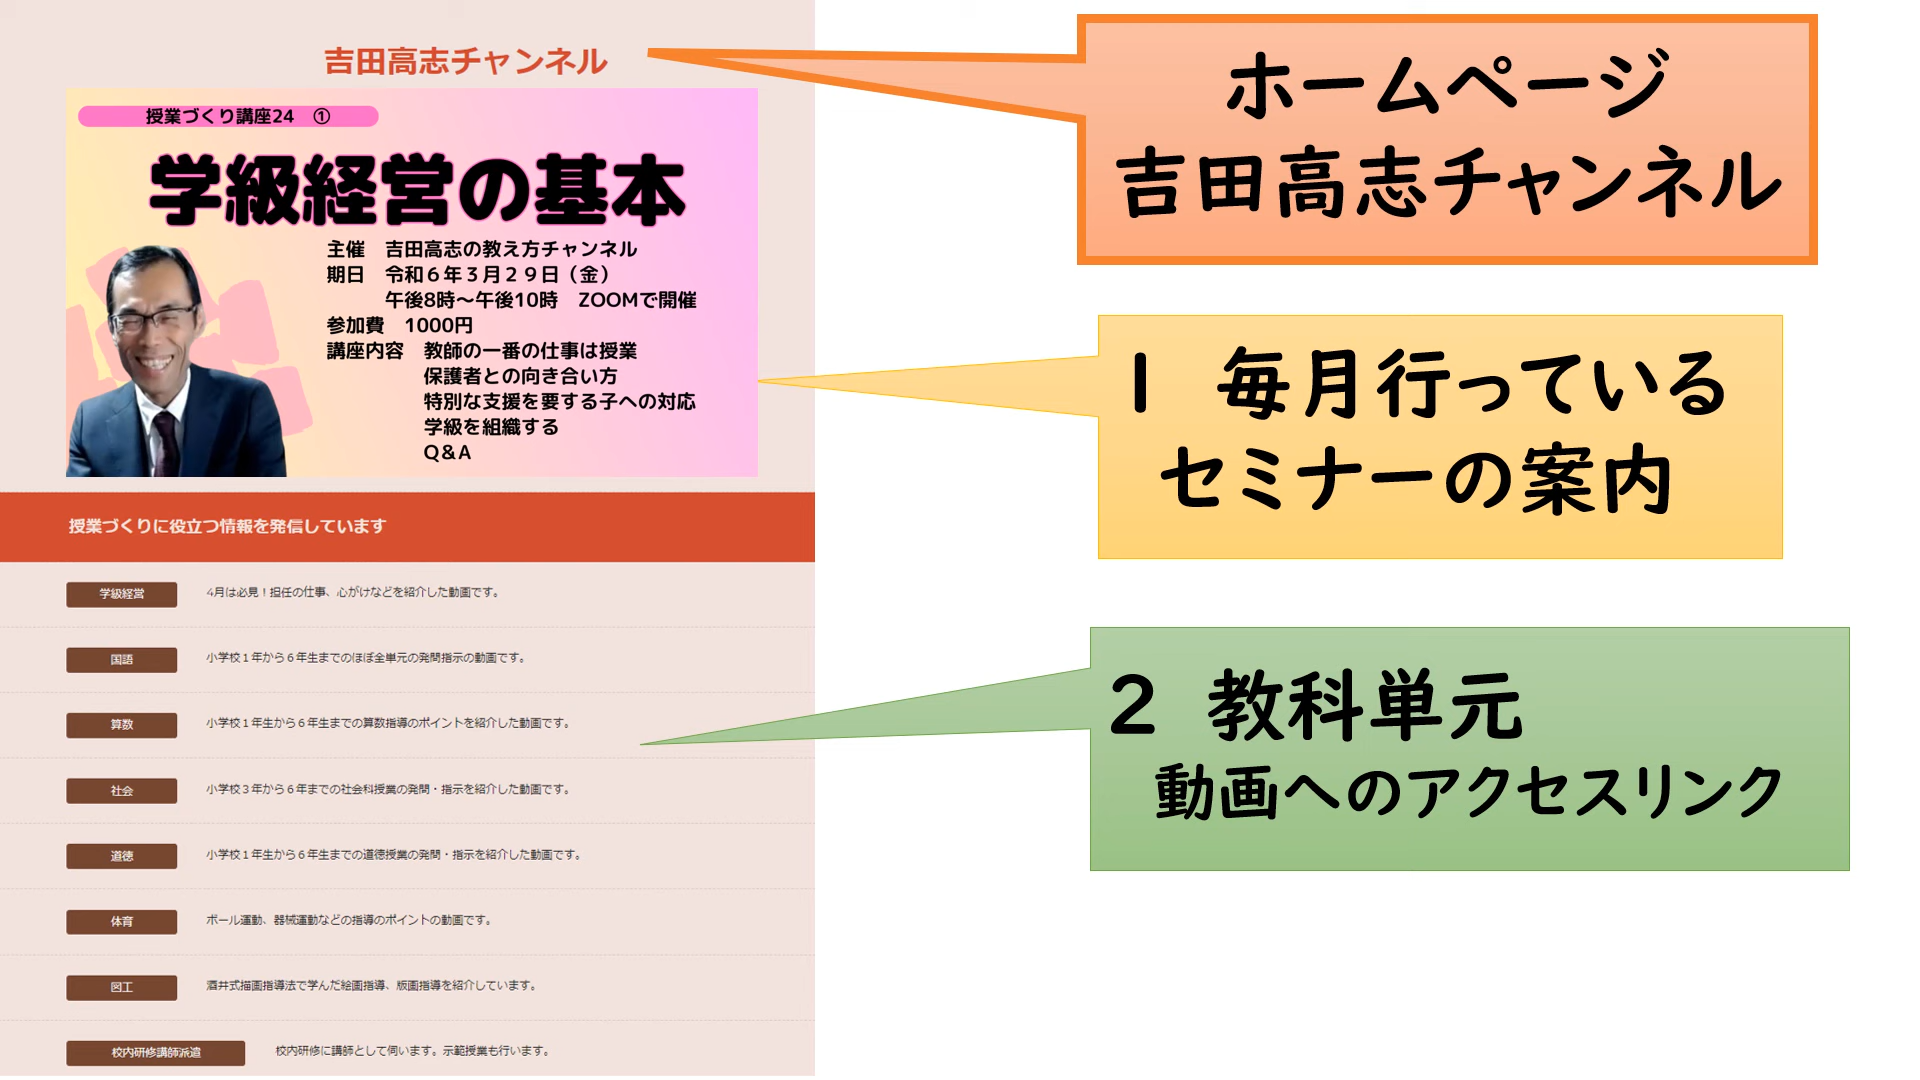 吉田高志チャンネル
授業づくり講座24　①
学級経営の基本
主催　吉田高志の教え方チャンネル
期日　令和６年３月２９日（金）
午後8時～午後10時　ZOOMで開催
参加費　1000円
講座内容　教師の一番の仕事は授業
保護者との向き合い方
特別な支援を要する子への対応
学級を組織する
Q&A
授業づくりに役立つ情報を発信しています
学級経営　4月は必見！担任の仕事、心がけなどを紹介した動画です。
国語　小学校１年から６年生までのほぼ全単元の発問指示の動画です。
算数　小学校１年生から６年生までの算数指導のポイントを紹介した動画です。
社会　小学校３年から６年までの社会科授業の発問・指示を紹介した動画です。
道徳　小学校１年生から６年生までの道徳授業の発問・指示を紹介した動画です。
体育　ボール運動、器械運動などの指導のポイントの動画です。
図工　酒井式描画指導法で学んだ絵画指導、版画指導を紹介しています。
校内研修講師派遣　校内研修に講師として伺います。示範授業も行います。
ホームページ
吉田高志チャンネル
１　毎月行っている
セミナーの案内
２　教科単元
動画へのアクセスリンク